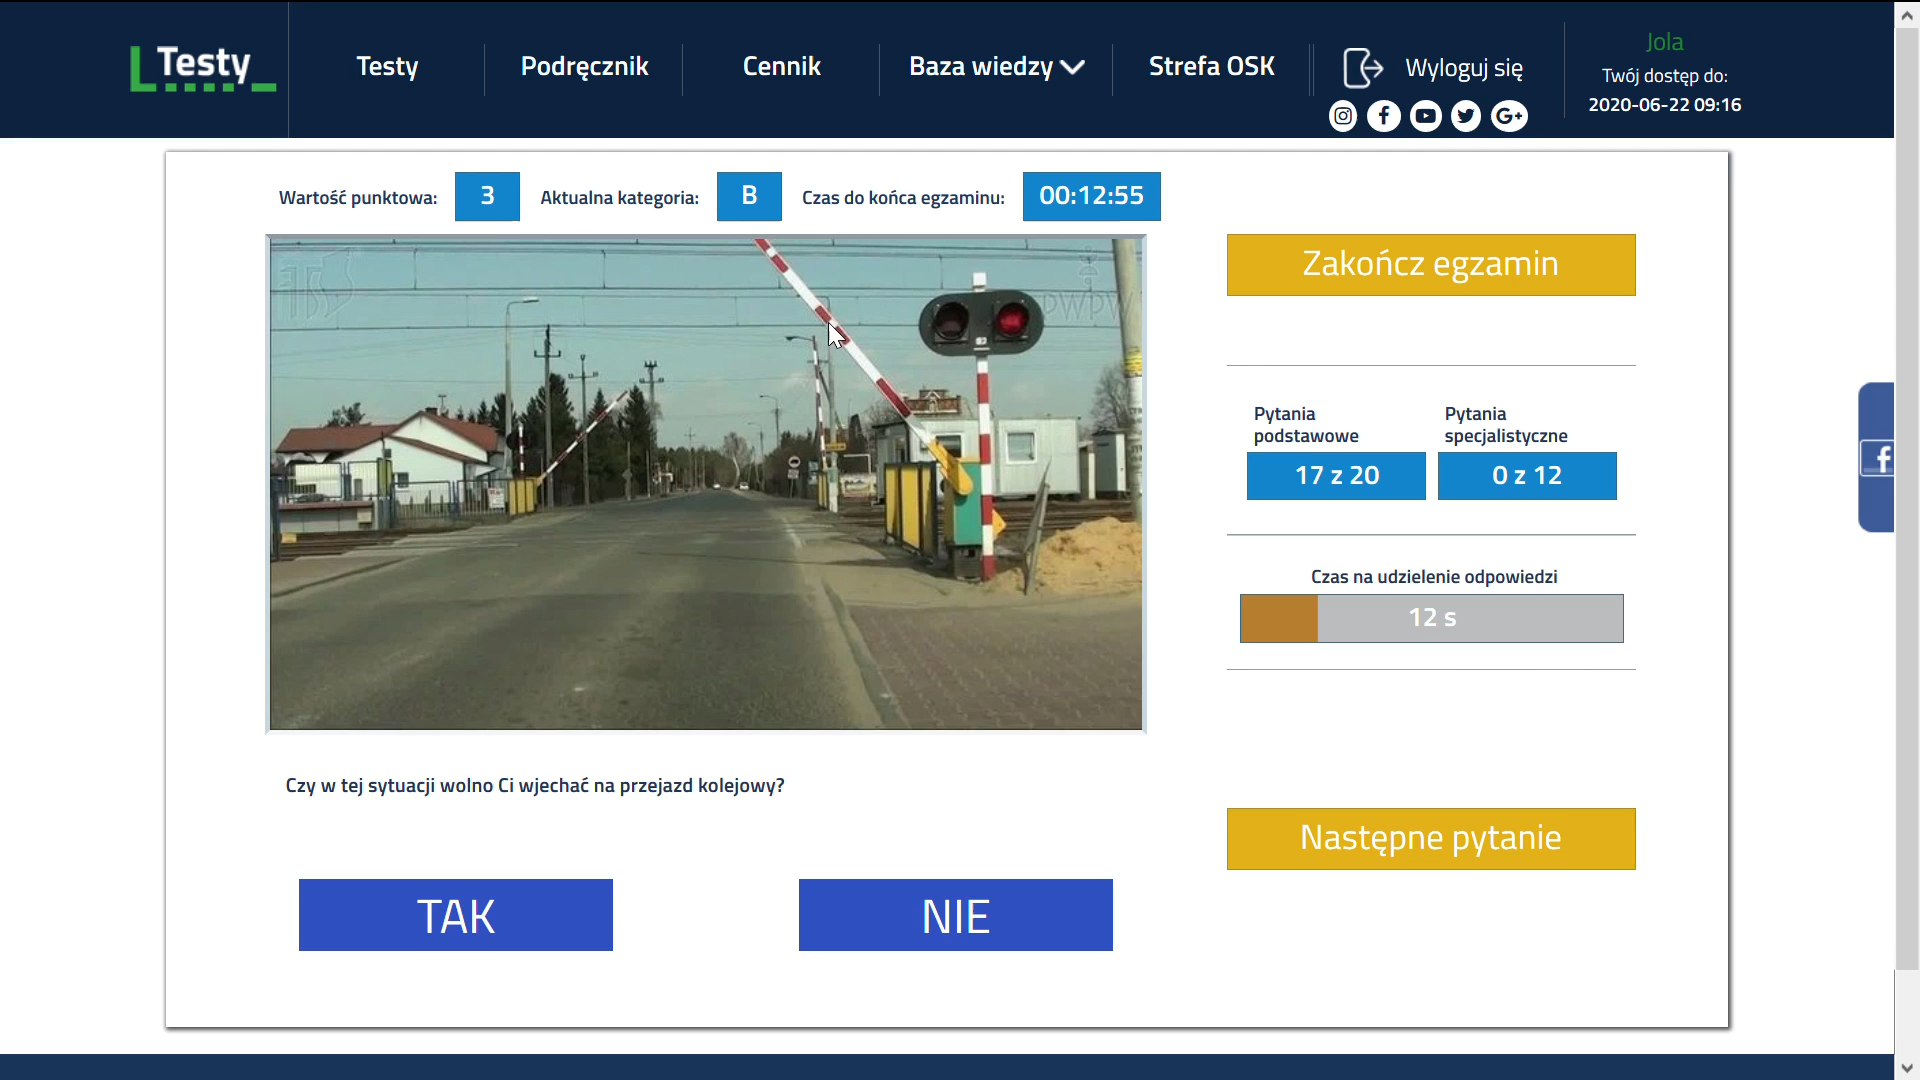 Testy
Testy
Podręcznik
Cennik
Baza wiedzy
Strefa OSK
Wyloguj się
Jola
Twój dostęp do:
2020-06-22 09:16
Wartość punktowa:
3
Aktualna kategoria:
B
Czas do końca egzaminu:
00:12:55
PWPW
Zakończ egzamin
Pytania
podstawowe
17 z 20
Pytania
specjalistyczne
0 z 12
Czas na udzielenie odpowiedzi
12 s
Czy w tej sytuacji wolno Ci wjechać na przejazd kolejowy?
Następne pytanie
TAK
NIE